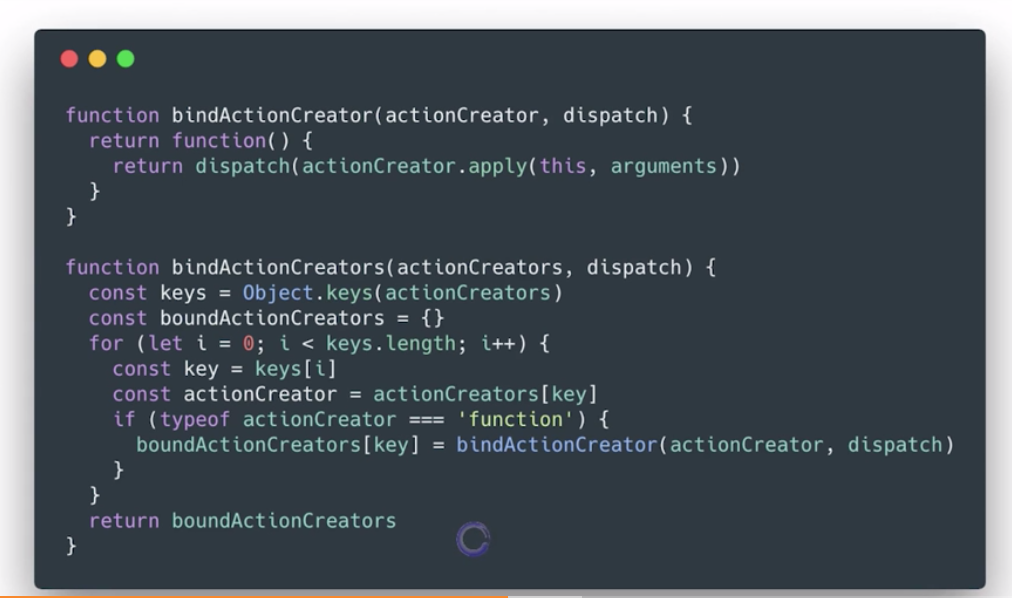 function bindActionCreator(actionCreator, dispatch) {
  return function() {
    return dispatch(actionCreator.apply(this, arguments))
  }
}

function bindActionCreators(actionCreators, dispatch) {
  const keys = Object.keys(actionCreators)
  const boundActionCreators = {}
  for (let i = 0; i < keys.length; i++) {
    const key = keys[i]
    const actionCreator = actionCreators[key]
    if (typeof actionCreator === 'function') {
      boundActionCreators[key] = bindActionCreator(actionCreator, dispatch)
    }
  }
  return boundActionCreators
}